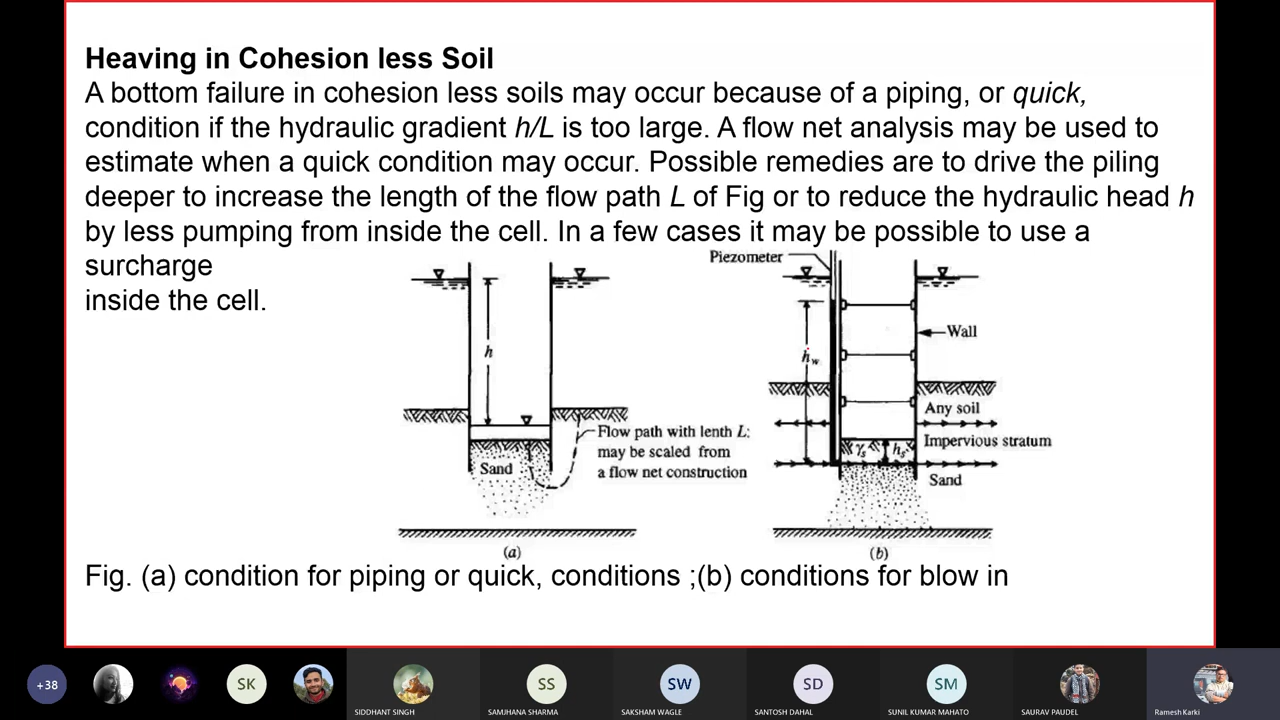 Heaving in Cohesion less Soil
A bottom failure in cohesion less soils may occur because of a piping, or quick,
condition if the hydraulic gradient h/L is too large. A flow net analysis may be used to
estimate when a quick condition may occur. Possible remedies are to drive the piling
deeper to increase the length of the flow path L of Fig or to reduce the hydraulic head h
by less pumping from inside the cell. In a few cases it may be possible to use a
surcharge
inside the cell.
Piezometer
h
h_w
Wall
Any soil
Flow path with lenth L:
may be scaled from
a flow net construction
Impervious stratum
γ_s
h_s
Sand
Sand
(a)
(b)
Fig. (a) condition for piping or quick, conditions ;(b) conditions for blow in
+38
SK
SS
SW
SD
SM
SIDDHANT SINGH
SAMJHANA SHARMA
SAKSHAM WAGLE
SANTOSH DAHAL
SUNIL KUMAR MAHATO
SAURAV PAUDEL
Ramesh Karki